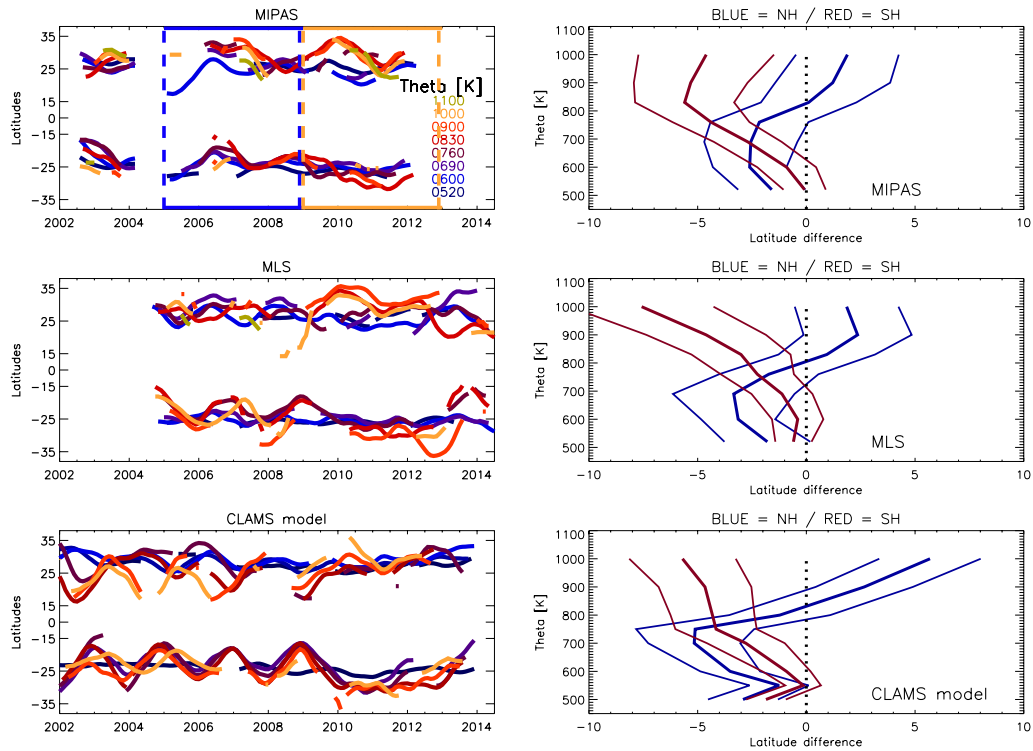 MIPAS
35
25
15
0
-15
-25
-35
Latitudes
Theta [K]
1100
1000
0900
0830
0760
0690
0600
0520
2002 2004 2006 2008 2010 2012 2014
BLUE = NH / RED = SH
1100
1000
900
800
700
600
500
Theta [K]
MIPAS
-10 -5 0 5 10
Latitude difference
MLS
35
25
15
0
-15
-25
-35
Latitudes
2002 2004 2006 2008 2010 2012 2014
BLUE = NH / RED = SH
1100
1000
900
800
700
600
500
Theta [K]
MLS
-10 -5 0 5 10
Latitude difference
CLAMS model
35
25
15
0
-15
-25
-35
Latitudes
2002 2004 2006 2008 2010 2012 2014
BLUE = NH / RED = SH
1100
1000
900
800
700
600
500
Theta [K]
CLAMS model
-10 -5 0 5 10
Latitude difference